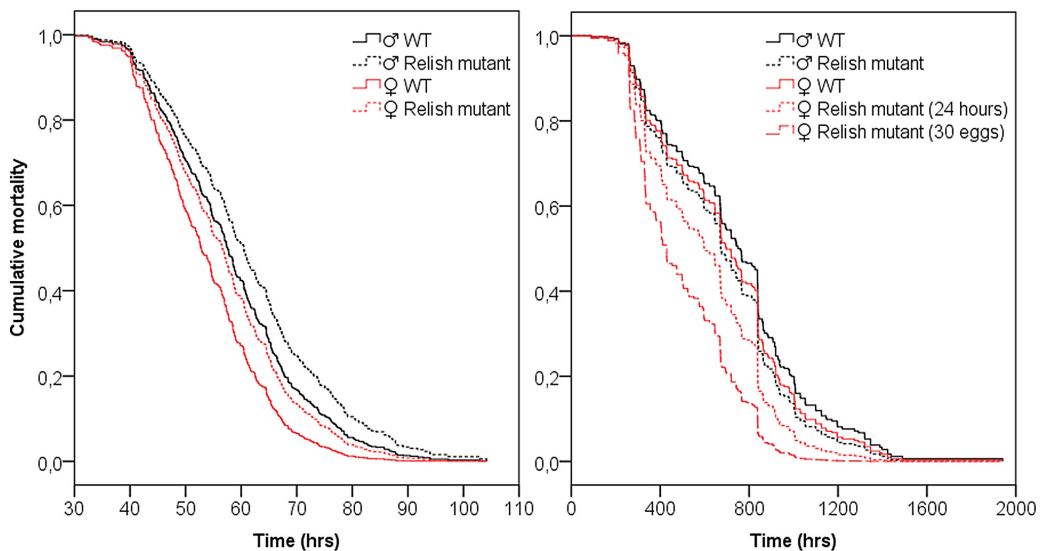 Cumulative mortality
1,0
0,8
0,6
0,4
0,2
0,0
♂ WT
♂ Relish mutant
♀ WT
♀ Relish mutant
30 40 50 60 70 80 90 100 110
Time (hrs)
1,0
0,8
0,6
0,4
0,2
0,0
♂ WT
♂ Relish mutant
♀ WT
♀ Relish mutant (24 hours)
♀ Relish mutant (30 eggs)
0 400 800 1200 1600 2000
Time (hrs)